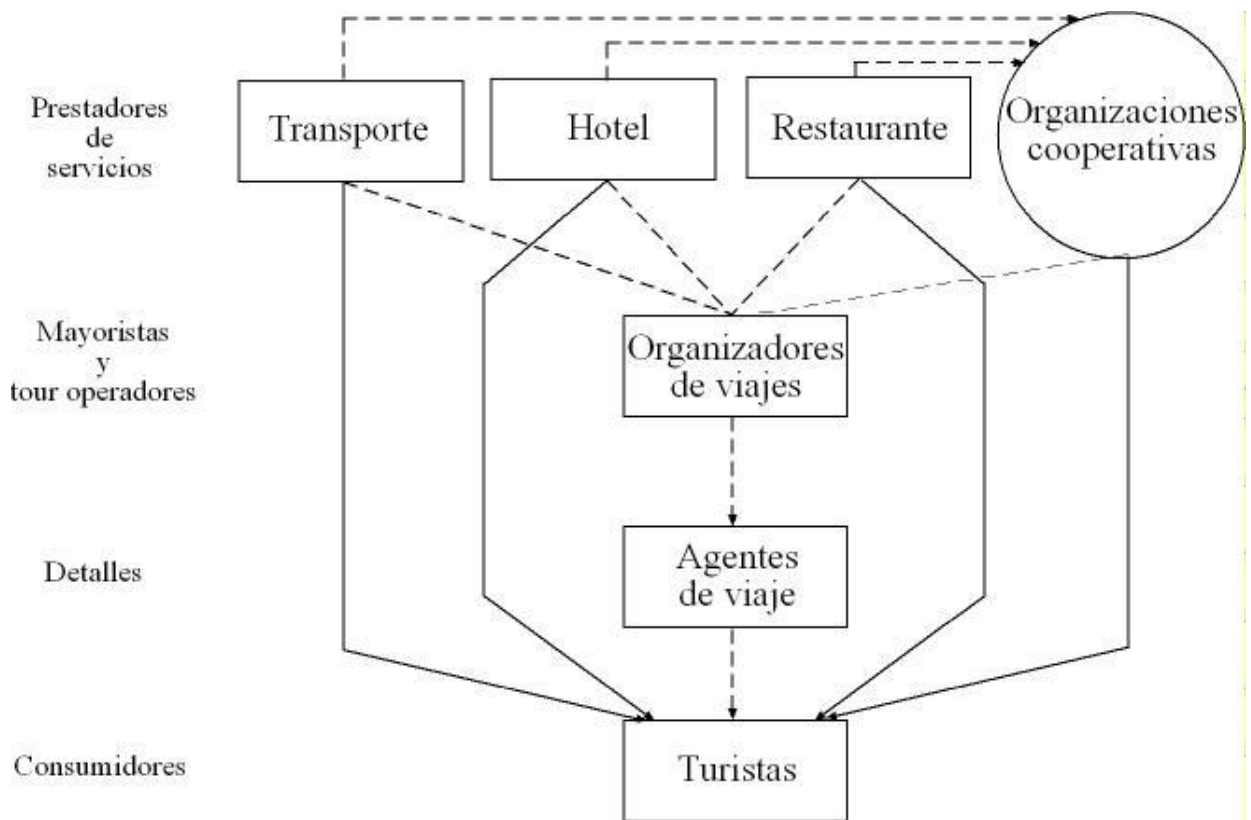 Prestadores
de
servicios
Transporte
Hotel
Restaurante
Organizaciones
cooperativas
Mayoristas
y
tour operadores
Organizadores
de viajes
Detalles
Agentes
de viaje
Consumidores
Turistas